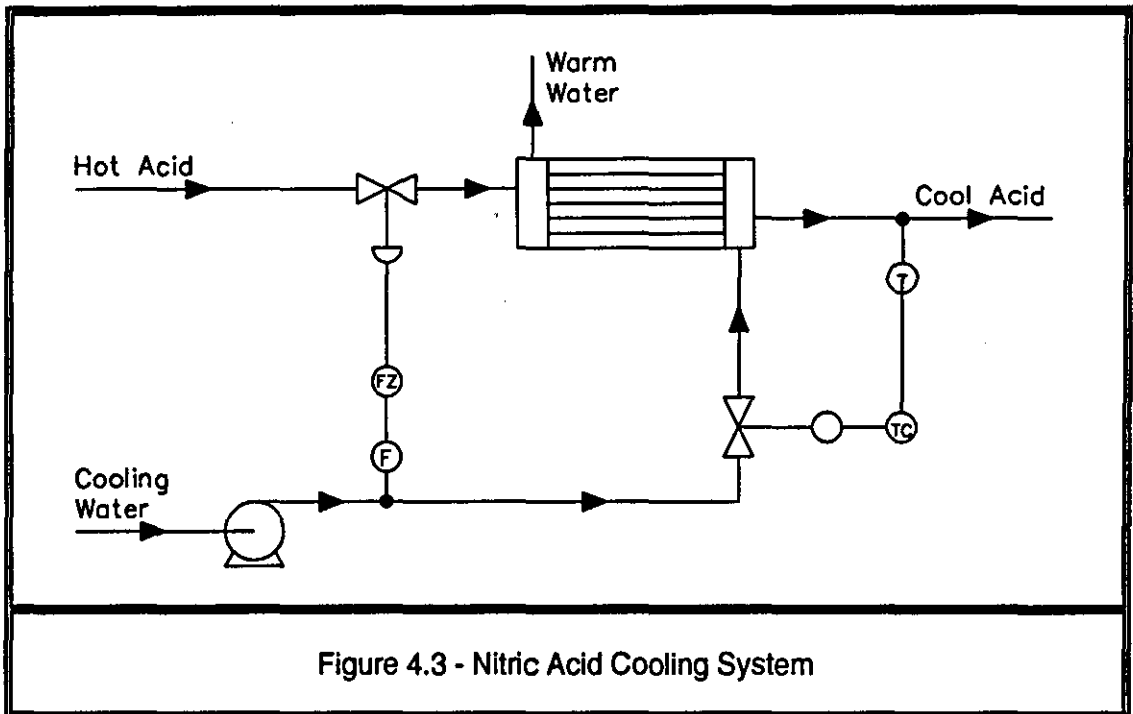 Warm
Water
Hot Acid
Cool Acid
T
FZ
TC
F
Cooling
Water
Figure 4.3 - Nitric Acid Cooling System